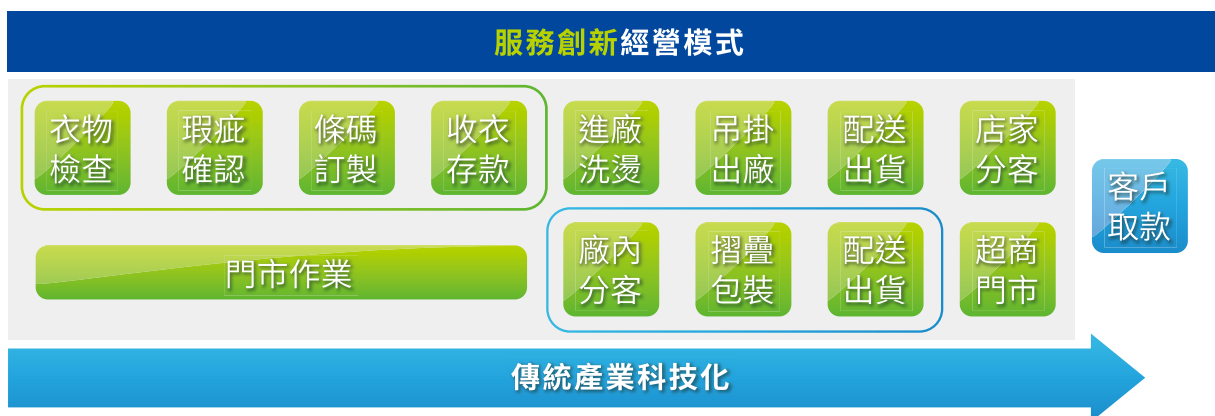 服務創新經營模式
衣物
檢查
瑕疵
確認
條碼
訂製
收衣
存款
進廠
洗燙
吊掛
出廠
配送
出貨
店家
分客
客戶
取款
門市作業
廠內
分客
摺疊
包裝
配送
出貨
超商
門市
傳統產業科技化